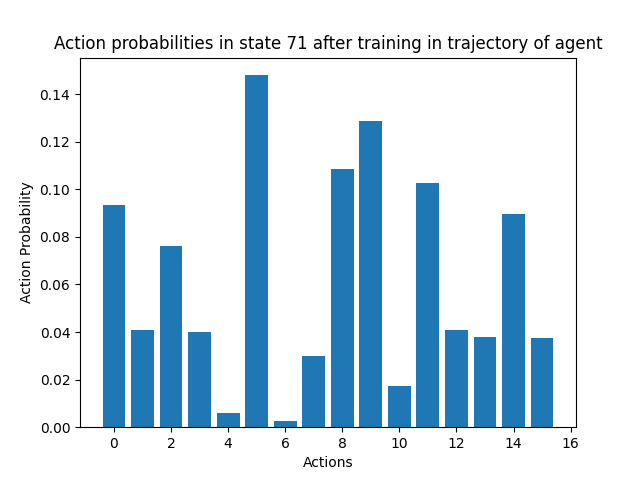 Action probabilities in state 71 after training in trajectory of agent
0.14
0.12
0.10
0.08
0.06
0.04
0.02
0.00
Action Probability
0 2 4 6 8 10 12 14 16
Actions